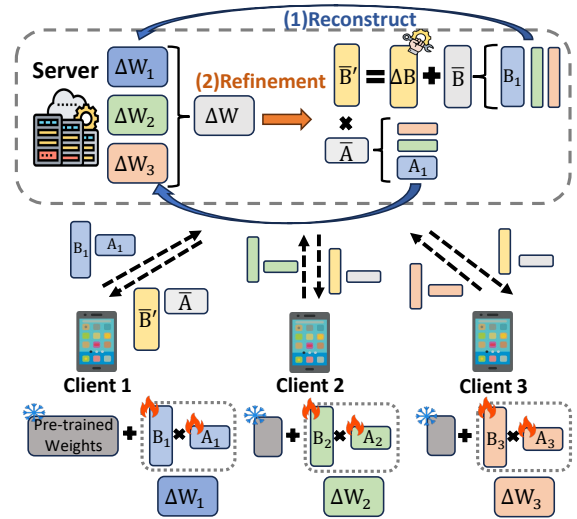 (1)Reconstruct
Server
ΔW₁
ΔW₂
ΔW₃
ΔW
(2)Refinement
B̅′ = ΔB + B̅
B₁
×
A̅
A₁
B₁
A₁
B̅′
A̅
Client 1
Client 2
Client 3
Pre-trained
Weights
+
B₁ × A₁
+
B₂ × A₂
+
B₃ × A₃
ΔW₁
ΔW₂
ΔW₃